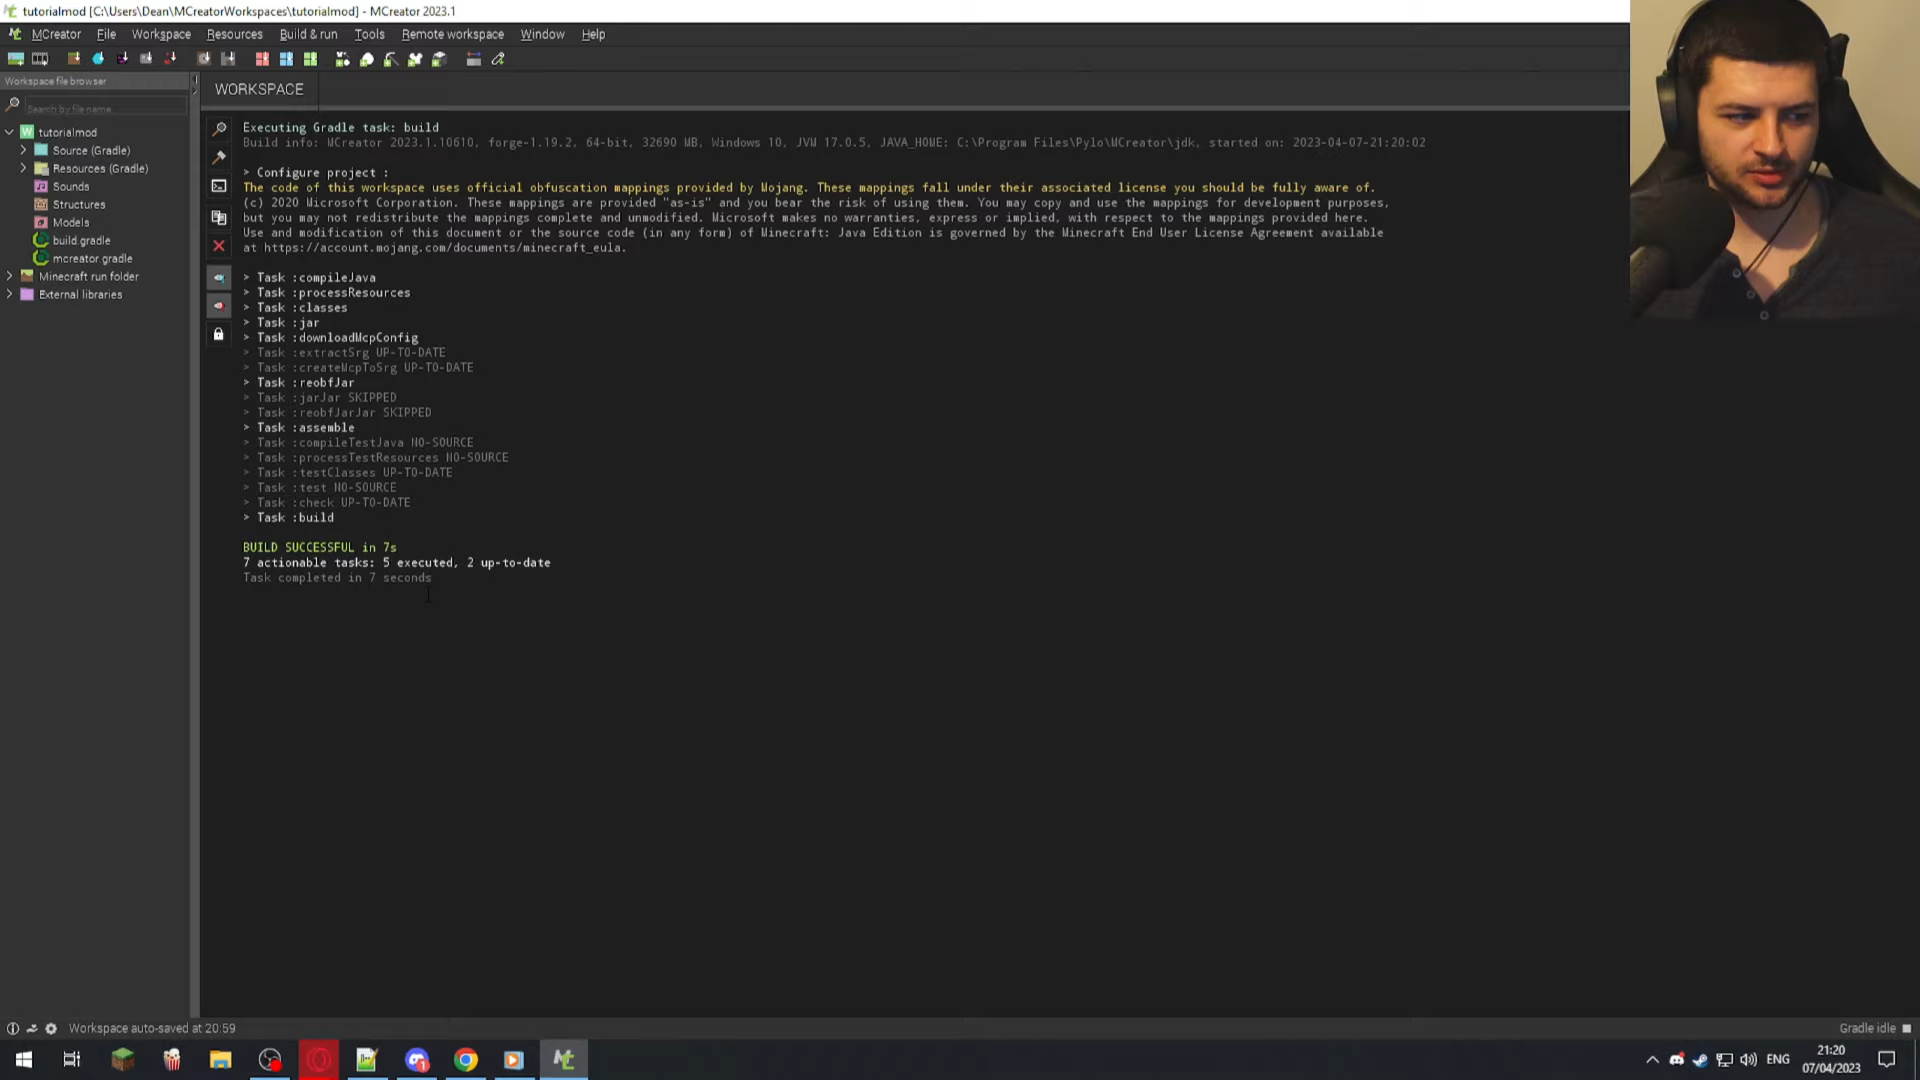 tutorialmod [C:\Users\Dean\MCreatorWorkspaces\tutorialmod] - MCreator 2023.1
MCreator File Workspace Resources Build & run Tools Remote workspace Window Help
Workspace file browser
Search by file name
tutorialmod
Source (Gradle)
Resources (Gradle)
Sounds
Structures
Models
build.gradle
mcreator.gradle
Minecraft run folder
External libraries
WORKSPACE
Executing Gradle task: build
Build info: MCreator 2023.1.10610, forge-1.19.2, 64-bit, 32690 MB, Windows 10, JVM 17.0.5, JAVA_HOME: C:\Program Files\Pylo\MCreator\jdk, started on: 2023-04-07-21:20:02
> Configure project :
The code of this workspace uses official obfuscation mappings provided by Mojang. These mappings fall under their associated license you should be fully aware of.
(c) 2020 Microsoft Corporation. These mappings are provided "as-is" and you bear the risk of using them. You may copy and use the mappings for development purposes,
but you may not redistribute the mappings complete and unmodified. Microsoft makes no warranties, express or implied, with respect to the mappings provided here.
Use and modification of this document or the source code (in any form) of Minecraft: Java Edition is governed by the Minecraft End User License Agreement available
at https://account.mojang.com/documents/minecraft_eula.
> Task :compileJava
> Task :processResources
> Task :classes
> Task :jar
> Task :downloadMcpConfig
> Task :extractSrg UP-TO-DATE
> Task :createMcpToSrg UP-TO-DATE
> Task :reobfJar
> Task :jarJar SKIPPED
> Task :reobfJarJar SKIPPED
> Task :assemble
> Task :compileTestJava NO-SOURCE
> Task :processTestResources NO-SOURCE
> Task :testClasses UP-TO-DATE
> Task :test NO-SOURCE
> Task :check UP-TO-DATE
> Task :build
BUILD SUCCESSFUL in 7s
7 actionable tasks: 5 executed, 2 up-to-date
Task completed in 7 seconds
Workspace auto-saved at 20:59
Gradle idle
ENG
21:20
07/04/2023